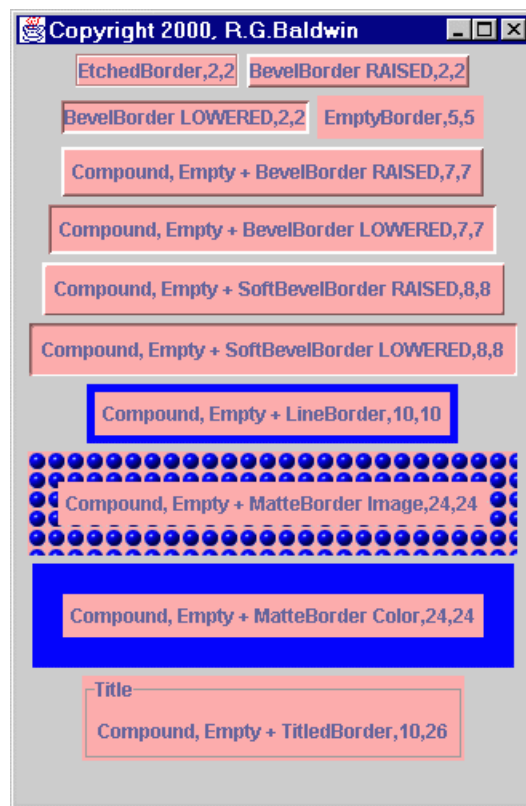 Copyright 2000, R.G.Baldwin
EtchedBorder,2,2 BevelBorder RAISED,2,2
BevelBorder LOWERED,2,2 EmptyBorder,5,5
Compound, Empty + BevelBorder RAISED,7,7
Compound, Empty + BevelBorder LOWERED,7,7
Compound, Empty + SoftBevelBorder RAISED,8,8
Compound, Empty + SoftBevelBorder LOWERED,8,8
Compound, Empty + LineBorder,10,10
Compound, Empty + MatteBorder Image,24,24
Compound, Empty + MatteBorder Color,24,24
Title
Compound, Empty + TitledBorder,10,26